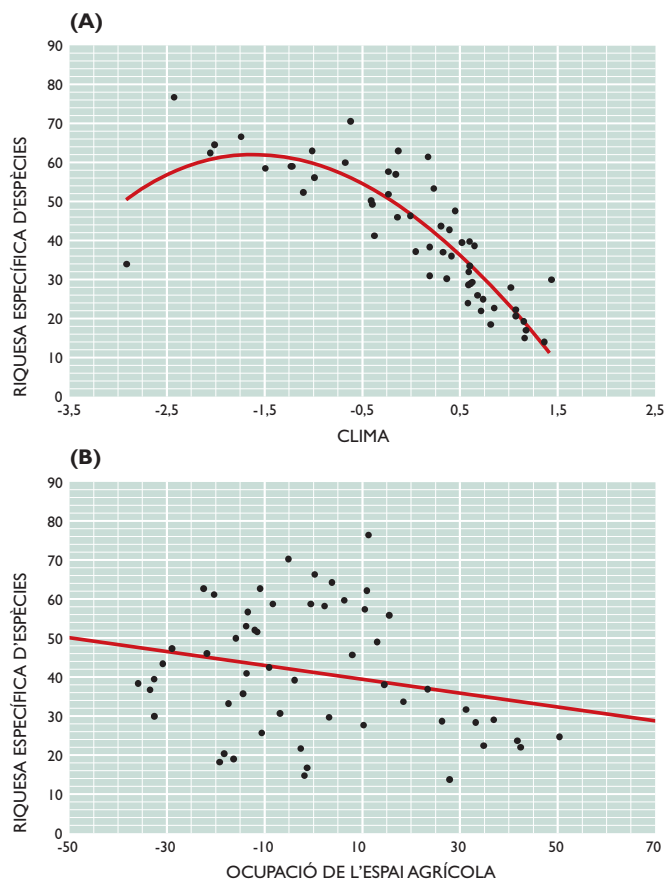 (A)
RIQUESA ESPECÍFICA D'ESPÈCIES
90
80
70
60
50
40
30
20
10
0
-3,5 -2,5 -1,5 -0,5 0,5 1,5 2,5
CLIMA
(B)
RIQUESA ESPECÍFICA D'ESPÈCIES
90
80
70
60
50
40
30
20
10
0
-50 -30 -10 10 30 50 70
OCUPACIÓ DE L'ESPAI AGRÍCOLA